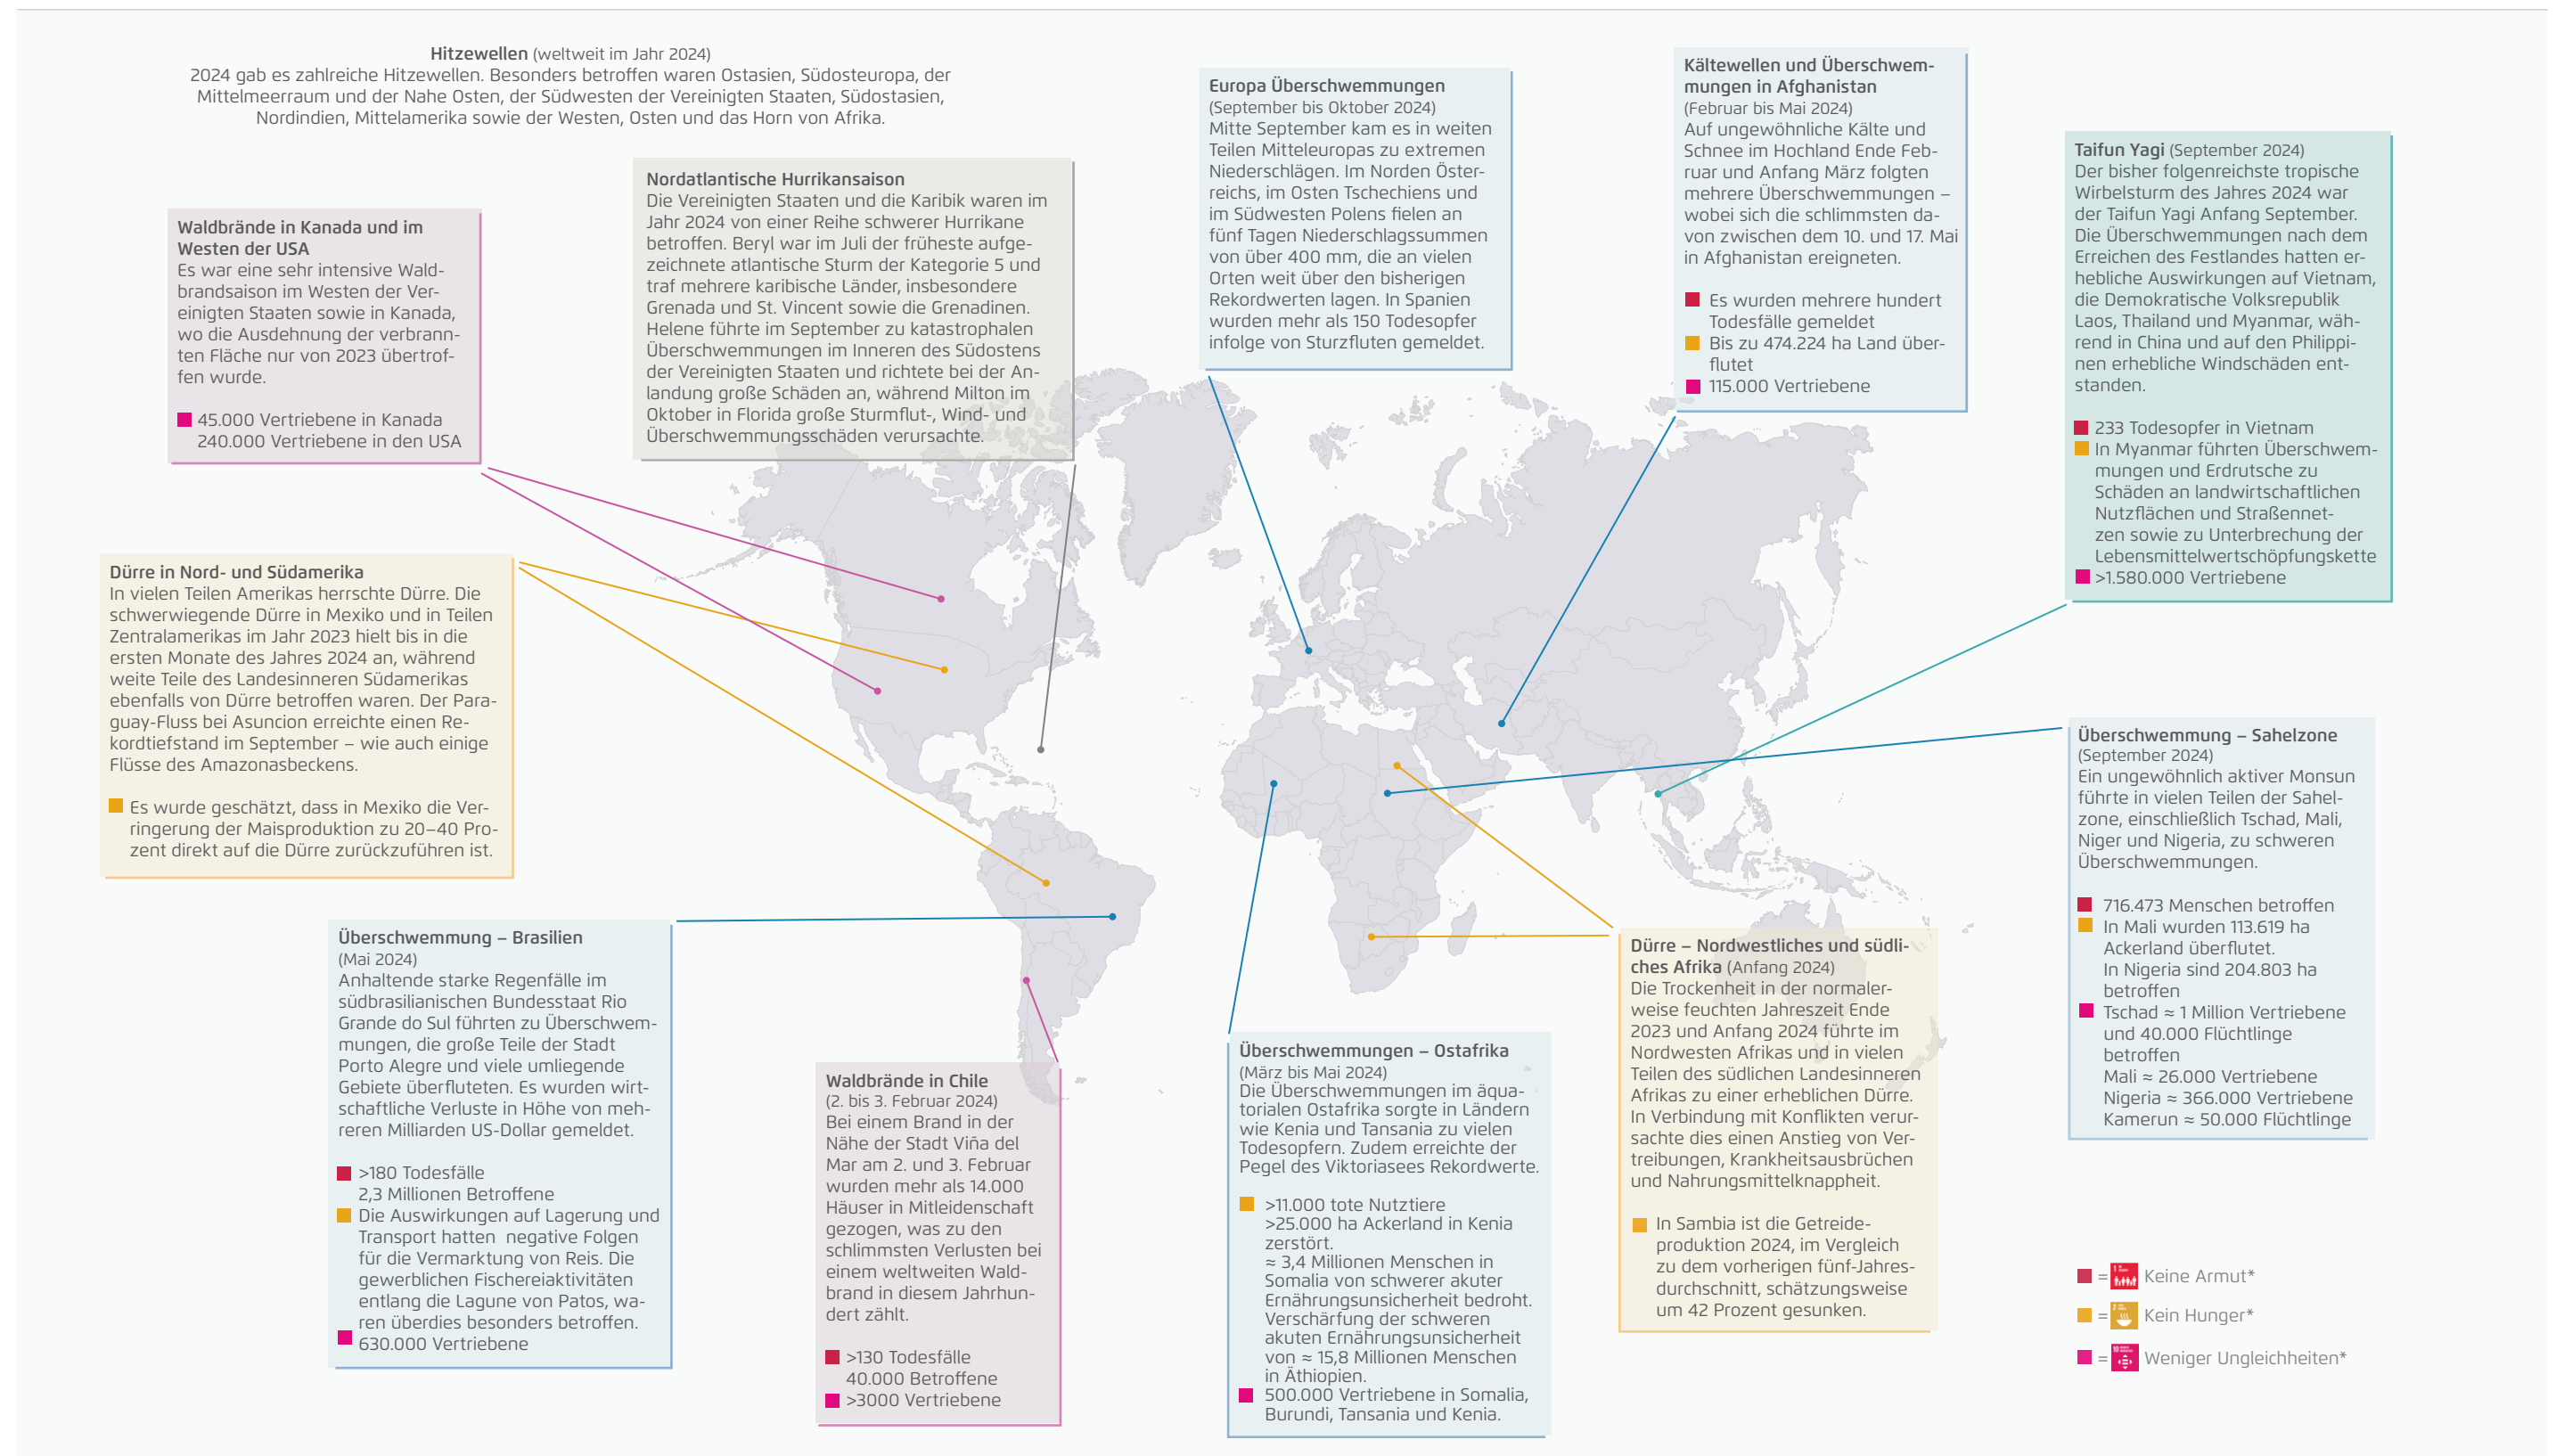 Hitzewellen (weltweit im Jahr 2024)
2024 gab es zahlreiche Hitzewellen. Besonders betroffen waren Ostasien, Südosteuropa, der
Mittelmeerraum und der Nahe Osten, der Südwesten der Vereinigten Staaten, Südostasien,
Nordindien, Mittelamerika sowie der Westen, Osten und das Horn von Afrika.
Waldbrände in Kanada und im
Westen der USA
Es war eine sehr intensive Wald-
brandsaison im Westen der Ver-
einigten Staaten sowie in Kanada,
wo die Ausdehnung der verbrann-
ten Fläche nur von 2023 übertrof-
fen wurde.
45.000 Vertriebene in Kanada
240.000 Vertriebene in den USA
Nordatlantische Hurrikansaison
Die Vereinigten Staaten und die Karibik waren im
Jahr 2024 von einer Reihe schwerer Hurrikane
betroffen. Beryl war im Juli der früheste aufge-
zeichnete atlantische Sturm der Kategorie 5 und
traf mehrere karibische Länder, insbesondere
Grenada und St. Vincent sowie die Grenadinen.
Helene führte im September zu katastrophalen
Überschwemmungen im Inneren des Südostens
der Vereinigten Staaten und richtete bei der An-
landung große Schäden an, während Milton im
Oktober in Florida große Sturmflut-, Wind- und
Überschwemmungsschäden verursachte.
Europa Überschwemmungen
(September bis Oktober 2024)
Mitte September kam es in weiten
Teilen Mitteleuropas zu extremen
Niederschlägen. Im Norden Öster-
reichs, im Osten Tschechiens und
im Südwesten Polens fielen an
fünf Tagen Niederschlagssummen
von über 400 mm, die an vielen
Orten weit über den bisherigen
Rekordwerten lagen. In Spanien
wurden mehr als 150 Todesopfer
infolge von Sturzfluten gemeldet.
Kältewellen und Überschwem-
mungen in Afghanistan
(Februar bis Mai 2024)
Auf ungewöhnliche Kälte und
Schnee im Hochland Ende Feb-
ruar und Anfang März folgten
mehrere Überschwemmungen –
wobei sich die schlimmsten da-
von zwischen dem 10. und 17. Mai
in Afghanistan ereigneten.
Es wurden mehrere hundert
Todesfälle gemeldet
Bis zu 474.224 ha Land über-
flutet
115.000 Vertriebene
Taifun Yagi (September 2024)
Der bisher folgenreichste tropische
Wirbelsturm des Jahres 2024 war
der Taifun Yagi Anfang September.
Die Überschwemmungen nach dem
Erreichen des Festlandes hatten er-
hebliche Auswirkungen auf Vietnam,
die Demokratische Volksrepublik
Laos, Thailand und Myanmar, wäh-
rend in China und auf den Philippi-
nen erhebliche Windschäden ent-
standen.
233 Todesopfer in Vietnam
In Myanmar führten Überschwem-
mungen und Erdrutsche zu
Schäden an landwirtschaftlichen
Nutzflächen und Straßennet-
zen sowie zu Unterbrechung der
Lebensmittelwertschöpfungskette
>1.580.000 Vertriebene
Dürre in Nord- und Südamerika
In vielen Teilen Amerikas herrschte Dürre. Die
schwerwiegende Dürre in Mexiko und in Teilen
Zentralamerikas im Jahr 2023 hielt bis in die
ersten Monate des Jahres 2024 an, während
weite Teile des Landesinneren Südamerikas
ebenfalls von Dürre betroffen waren. Der Para-
guay-Fluss bei Asuncion erreichte einen Re-
kordtiefstand im September – wie auch einige
Flüsse des Amazonasbeckens.
Es wurde geschätzt, dass in Mexiko die Ver-
ringerung der Maisproduktion zu 20–40 Pro-
zent direkt auf die Dürre zurückzuführen ist.
Überschwemmung – Sahelzone
(September 2024)
Ein ungewöhnlich aktiver Monsun
führte in vielen Teilen der Sahel-
zone, einschließlich Tschad, Mali,
Niger und Nigeria, zu schweren
Überschwemmungen.
716.473 Menschen betroffen
In Mali wurden 113.619 ha
Ackerland überflutet.
In Nigeria sind 204.803 ha
betroffen
Tschad ≈ 1 Million Vertriebene
und 40.000 Flüchtlinge
betroffen
Mali ≈ 26.000 Vertriebene
Nigeria ≈ 366.000 Vertriebene
Kamerun ≈ 50.000 Flüchtlinge
Überschwemmung – Brasilien
(Mai 2024)
Anhaltende starke Regenfälle im
südbrasilianischen Bundesstaat Rio
Grande do Sul führten zu Überschwem-
mungen, die große Teile der Stadt
Porto Alegre und viele umliegende
Gebiete überfluteten. Es wurden wirt-
schaftliche Verluste in Höhe von meh-
reren Milliarden US-Dollar gemeldet.
>180 Todesfälle
2,3 Millionen Betroffene
Die Auswirkungen auf Lagerung und
Transport hatten negative Folgen
für die Vermarktung von Reis. Die
gewerblichen Fischereiaktivitäten
entlang die Lagune von Patos, wa-
ren überdies besonders betroffen.
630.000 Vertriebene
Waldbrände in Chile
(2. bis 3. Februar 2024)
Bei einem Brand in der
Nähe der Stadt Viña del
Mar am 2. und 3. Februar
wurden mehr als 14.000
Häuser in Mitleidenschaft
gezogen, was zu den
schlimmsten Verlusten bei
einem weltweiten Wald-
brand in diesem Jahrhun-
dert zählt.
>130 Todesfälle
40.000 Betroffene
>3000 Vertriebene
Überschwemmungen – Ostafrika
(März bis Mai 2024)
Die Überschwemmungen im äqua-
torialen Ostafrika sorgte in Ländern
wie Kenia und Tansania zu vielen
Todesopfern. Zudem erreichte der
Pegel des Viktoriasees Rekordwerte.
>11.000 tote Nutztiere
>25.000 ha Ackerland in Kenia
zerstört.
≈ 3,4 Millionen Menschen in
Somalia von schwerer akuter
Ernährungsunsicherheit bedroht.
Verschärfung der schweren
akuten Ernährungsunsicherheit
von ≈ 15,8 Millionen Menschen
in Äthiopien.
500.000 Vertriebene in Somalia,
Burundi, Tansania und Kenia.
Dürre – Nordwestliches und südli-
ches Afrika (Anfang 2024)
Die Trockenheit in der normaler-
weise feuchten Jahreszeit Ende
2023 und Anfang 2024 führte im
Nordwesten Afrikas und in vielen
Teilen des südlichen Landesinneren
Afrikas zu einer erheblichen Dürre.
In Verbindung mit Konflikten verur-
sachte dies einen Anstieg von Ver-
treibungen, Krankheitsausbrüchen
und Nahrungsmittelknappheit.
In Sambia ist die Getreide-
produktion 2024, im Vergleich
zu dem vorherigen fünf-Jahres-
durchschnitt, schätzungsweise
um 42 Prozent gesunken.
= Keine Armut*
= Kein Hunger*
= Weniger Ungleichheiten*